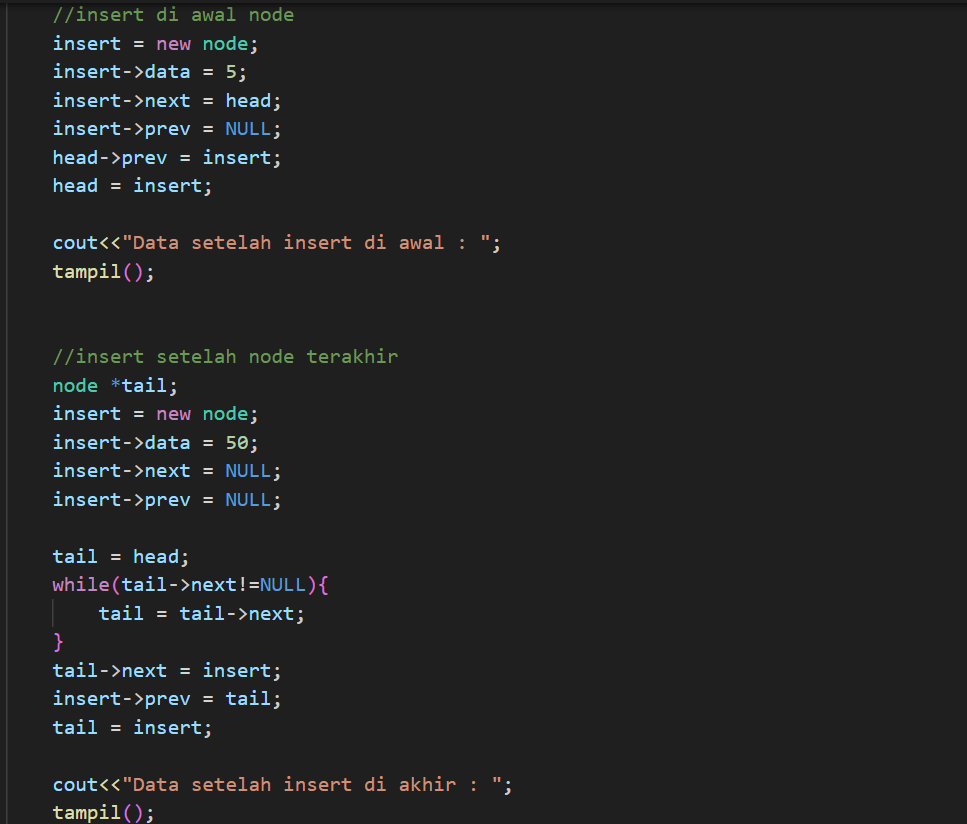 //insert di awal node
insert = new node;
insert->data = 5;
insert->next = head;
insert->prev = NULL;
head->prev = insert;
head = insert;
cout<<"Data setelah insert di awal : ";
tampil();
//insert setelah node terakhir
node *tail;
insert = new node;
insert->data = 50;
insert->next = NULL;
insert->prev = NULL;
tail = head;
while(tail->next!=NULL){
    tail = tail->next;
}
tail->next = insert;
insert->prev = tail;
tail = insert;
cout<<"Data setelah insert di akhir : ";
tampil();